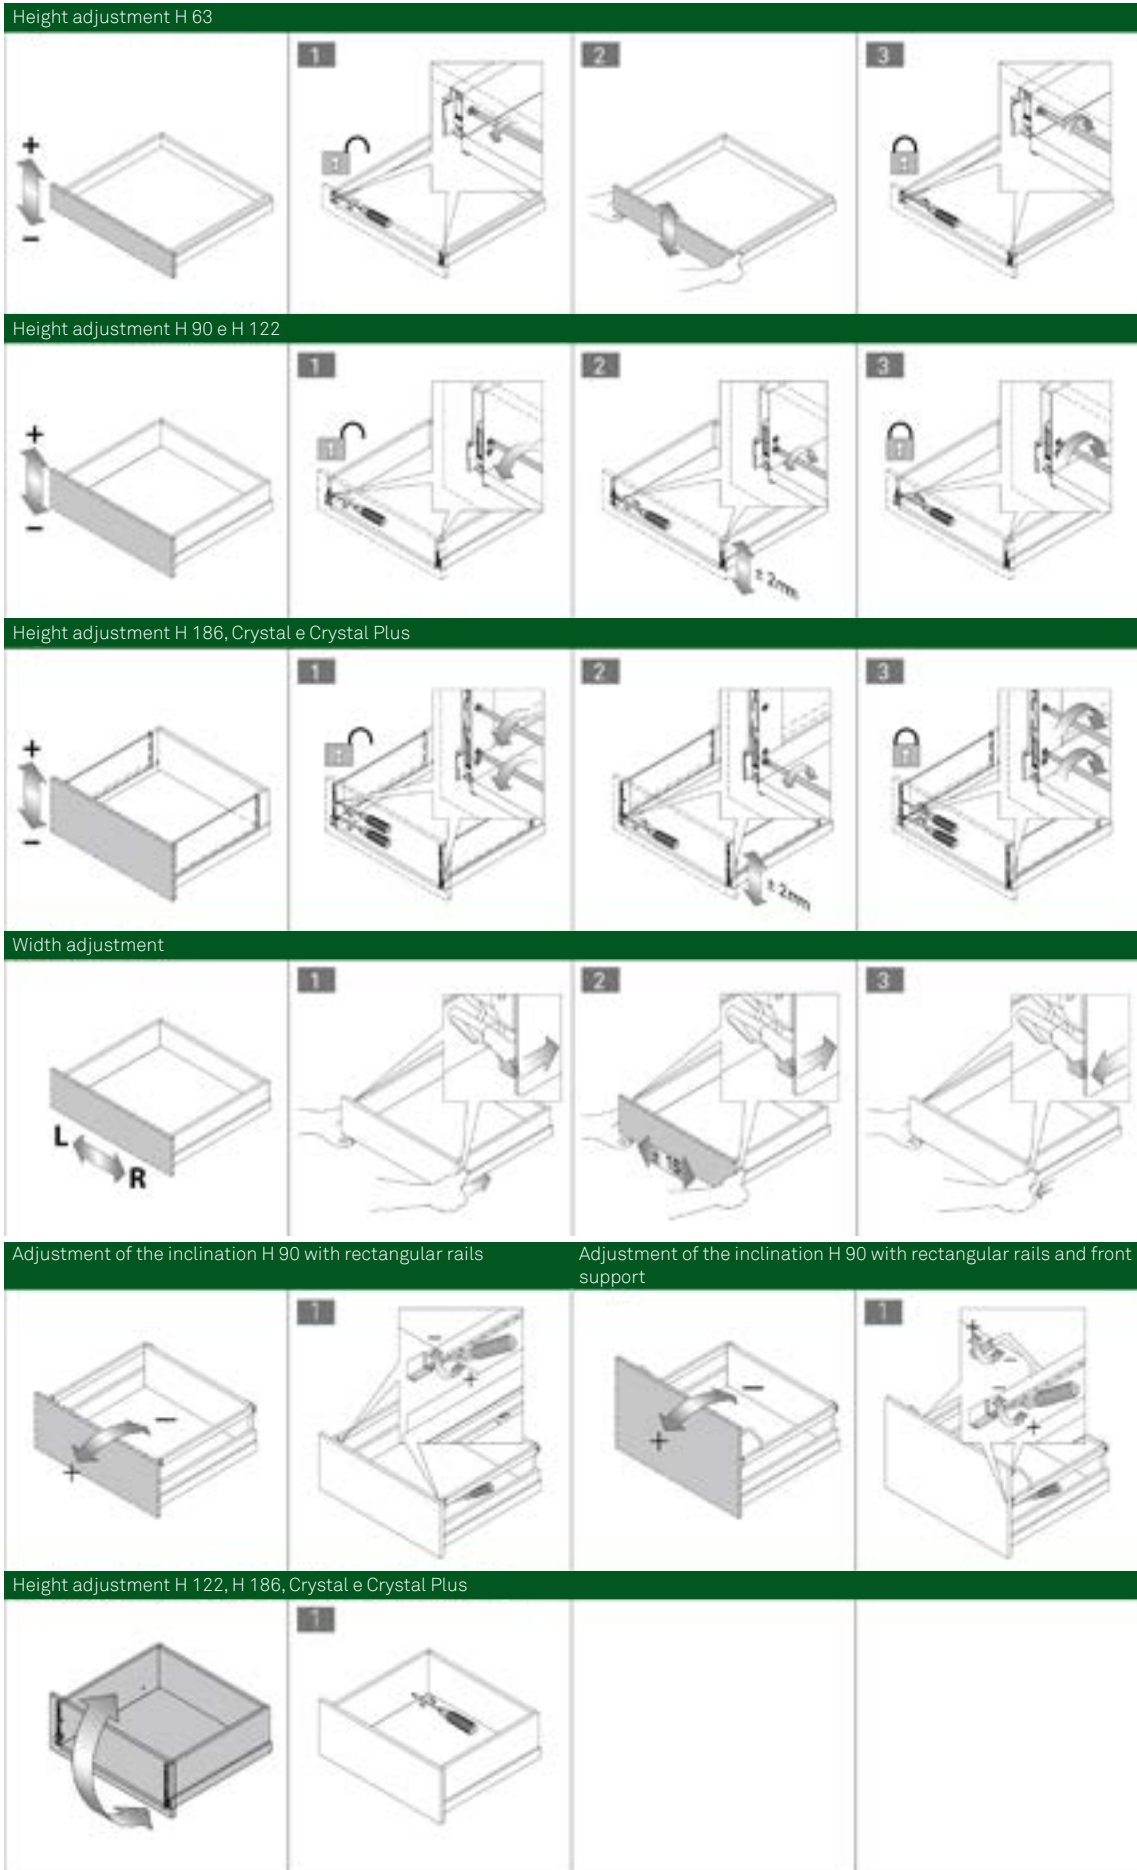 Height adjustment H 63
1
2
3
+
−
Height adjustment H 90 e H 122
1
2
3
+
−
± 2mm
Height adjustment H 186, Crystal e Crystal Plus
1
2
3
+
−
± 2mm
Width adjustment
1
2
3
L
R
Adjustment of the inclination H 90 with rectangular rails
Adjustment of the inclination H 90 with rectangular rails and front
support
1
1
−
+
−
+
−
+
+
−
−
+
Height adjustment H 122, H 186, Crystal e Crystal Plus
1